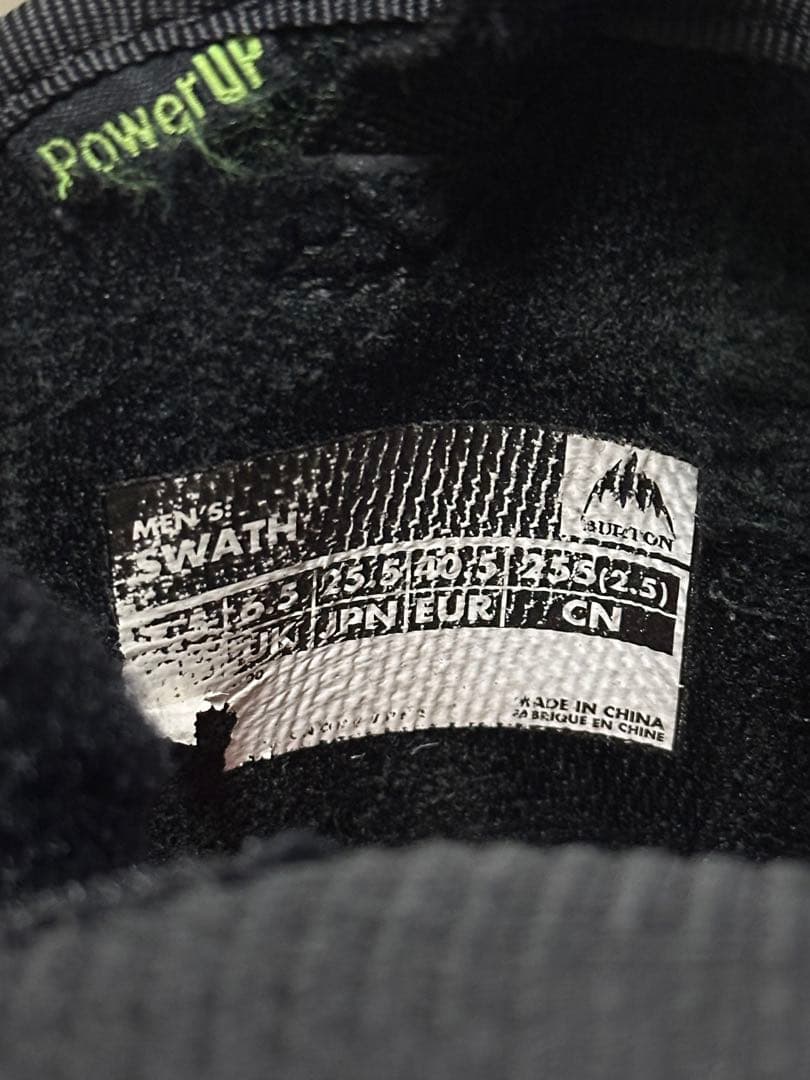 PowerUP
MEN'S:
SWATH
BURTON
6.5 25.5 40.5 255(2.5)
UK JPN EUR CN
MADE IN CHINA
FABRIQUE EN CHINE